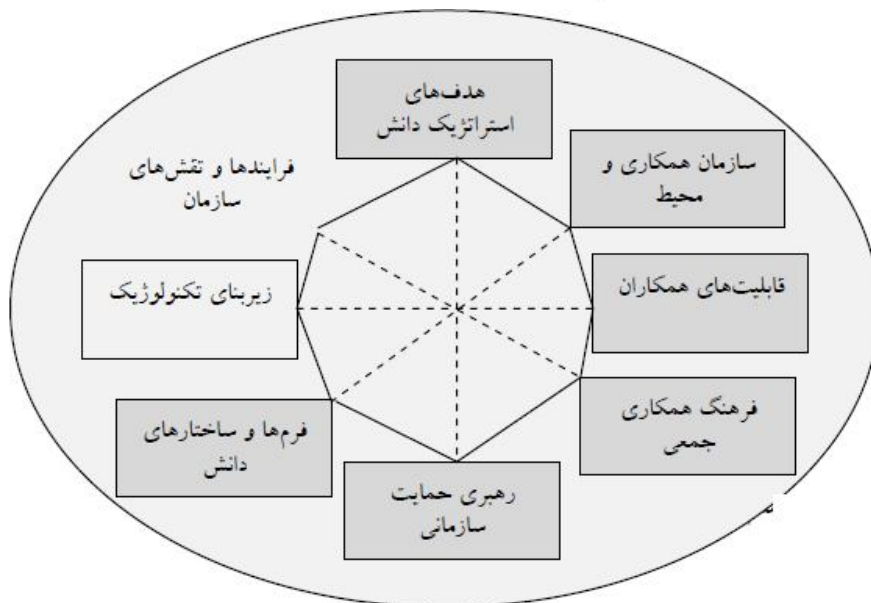 هدف‌های
استراتژیک دانش
سازمان همکاری و
محیط
قابلیت‌های همکاران
فرهنگ همکاری
جمعی
رهبری حمایت
سازمانی
فرم‌ها و ساختارهای
دانش
زیربنای تکنولوژیک
فرایندها و نقش‌های
سازمان